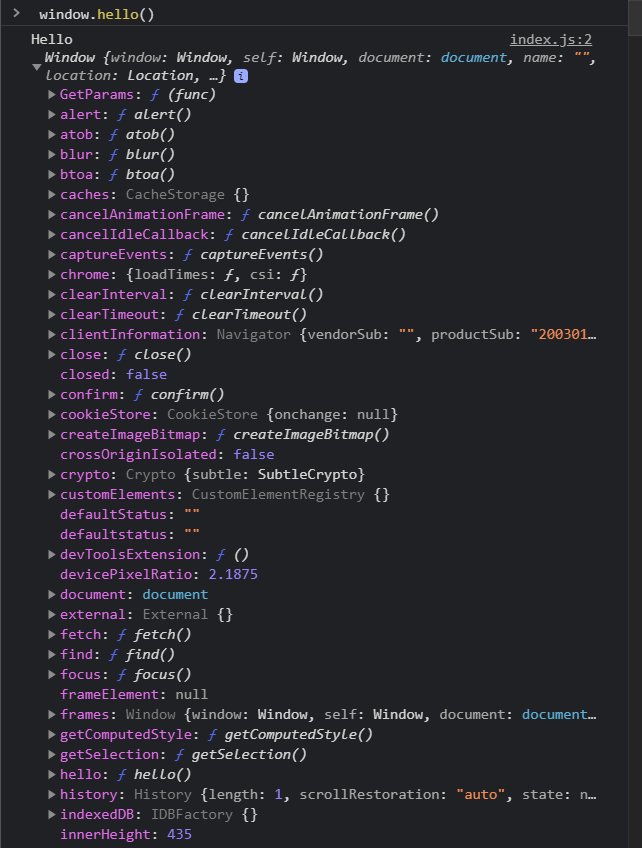 > window.hello()
Hello index.js:2
Window {window: Window, self: Window, document: document, name: "",
location: Location, …} i
GetParams: ƒ (func)
alert: ƒ alert()
atob: ƒ atob()
blur: ƒ blur()
btoa: ƒ btoa()
caches: CacheStorage {}
cancelAnimationFrame: ƒ cancelAnimationFrame()
cancelIdleCallback: ƒ cancelIdleCallback()
captureEvents: ƒ captureEvents()
chrome: {loadTimes: ƒ, csi: ƒ}
clearInterval: ƒ clearInterval()
clearTimeout: ƒ clearTimeout()
clientInformation: Navigator {vendorSub: "", productSub: "200301…
close: ƒ close()
closed: false
confirm: ƒ confirm()
cookieStore: CookieStore {onchange: null}
createImageBitmap: ƒ createImageBitmap()
crossOriginIsolated: false
crypto: Crypto {subtle: SubtleCrypto}
customElements: CustomElementRegistry {}
defaultStatus: ""
defaultstatus: ""
devToolsExtension: ƒ ()
devicePixelRatio: 2.1875
document: document
external: External {}
fetch: ƒ fetch()
find: ƒ find()
focus: ƒ focus()
frameElement: null
frames: Window {window: Window, self: Window, document: document…
getComputedStyle: ƒ getComputedStyle()
getSelection: ƒ getSelection()
hello: ƒ hello()
history: History {length: 1, scrollRestoration: "auto", state: n…
indexedDB: IDBFactory {}
innerHeight: 435